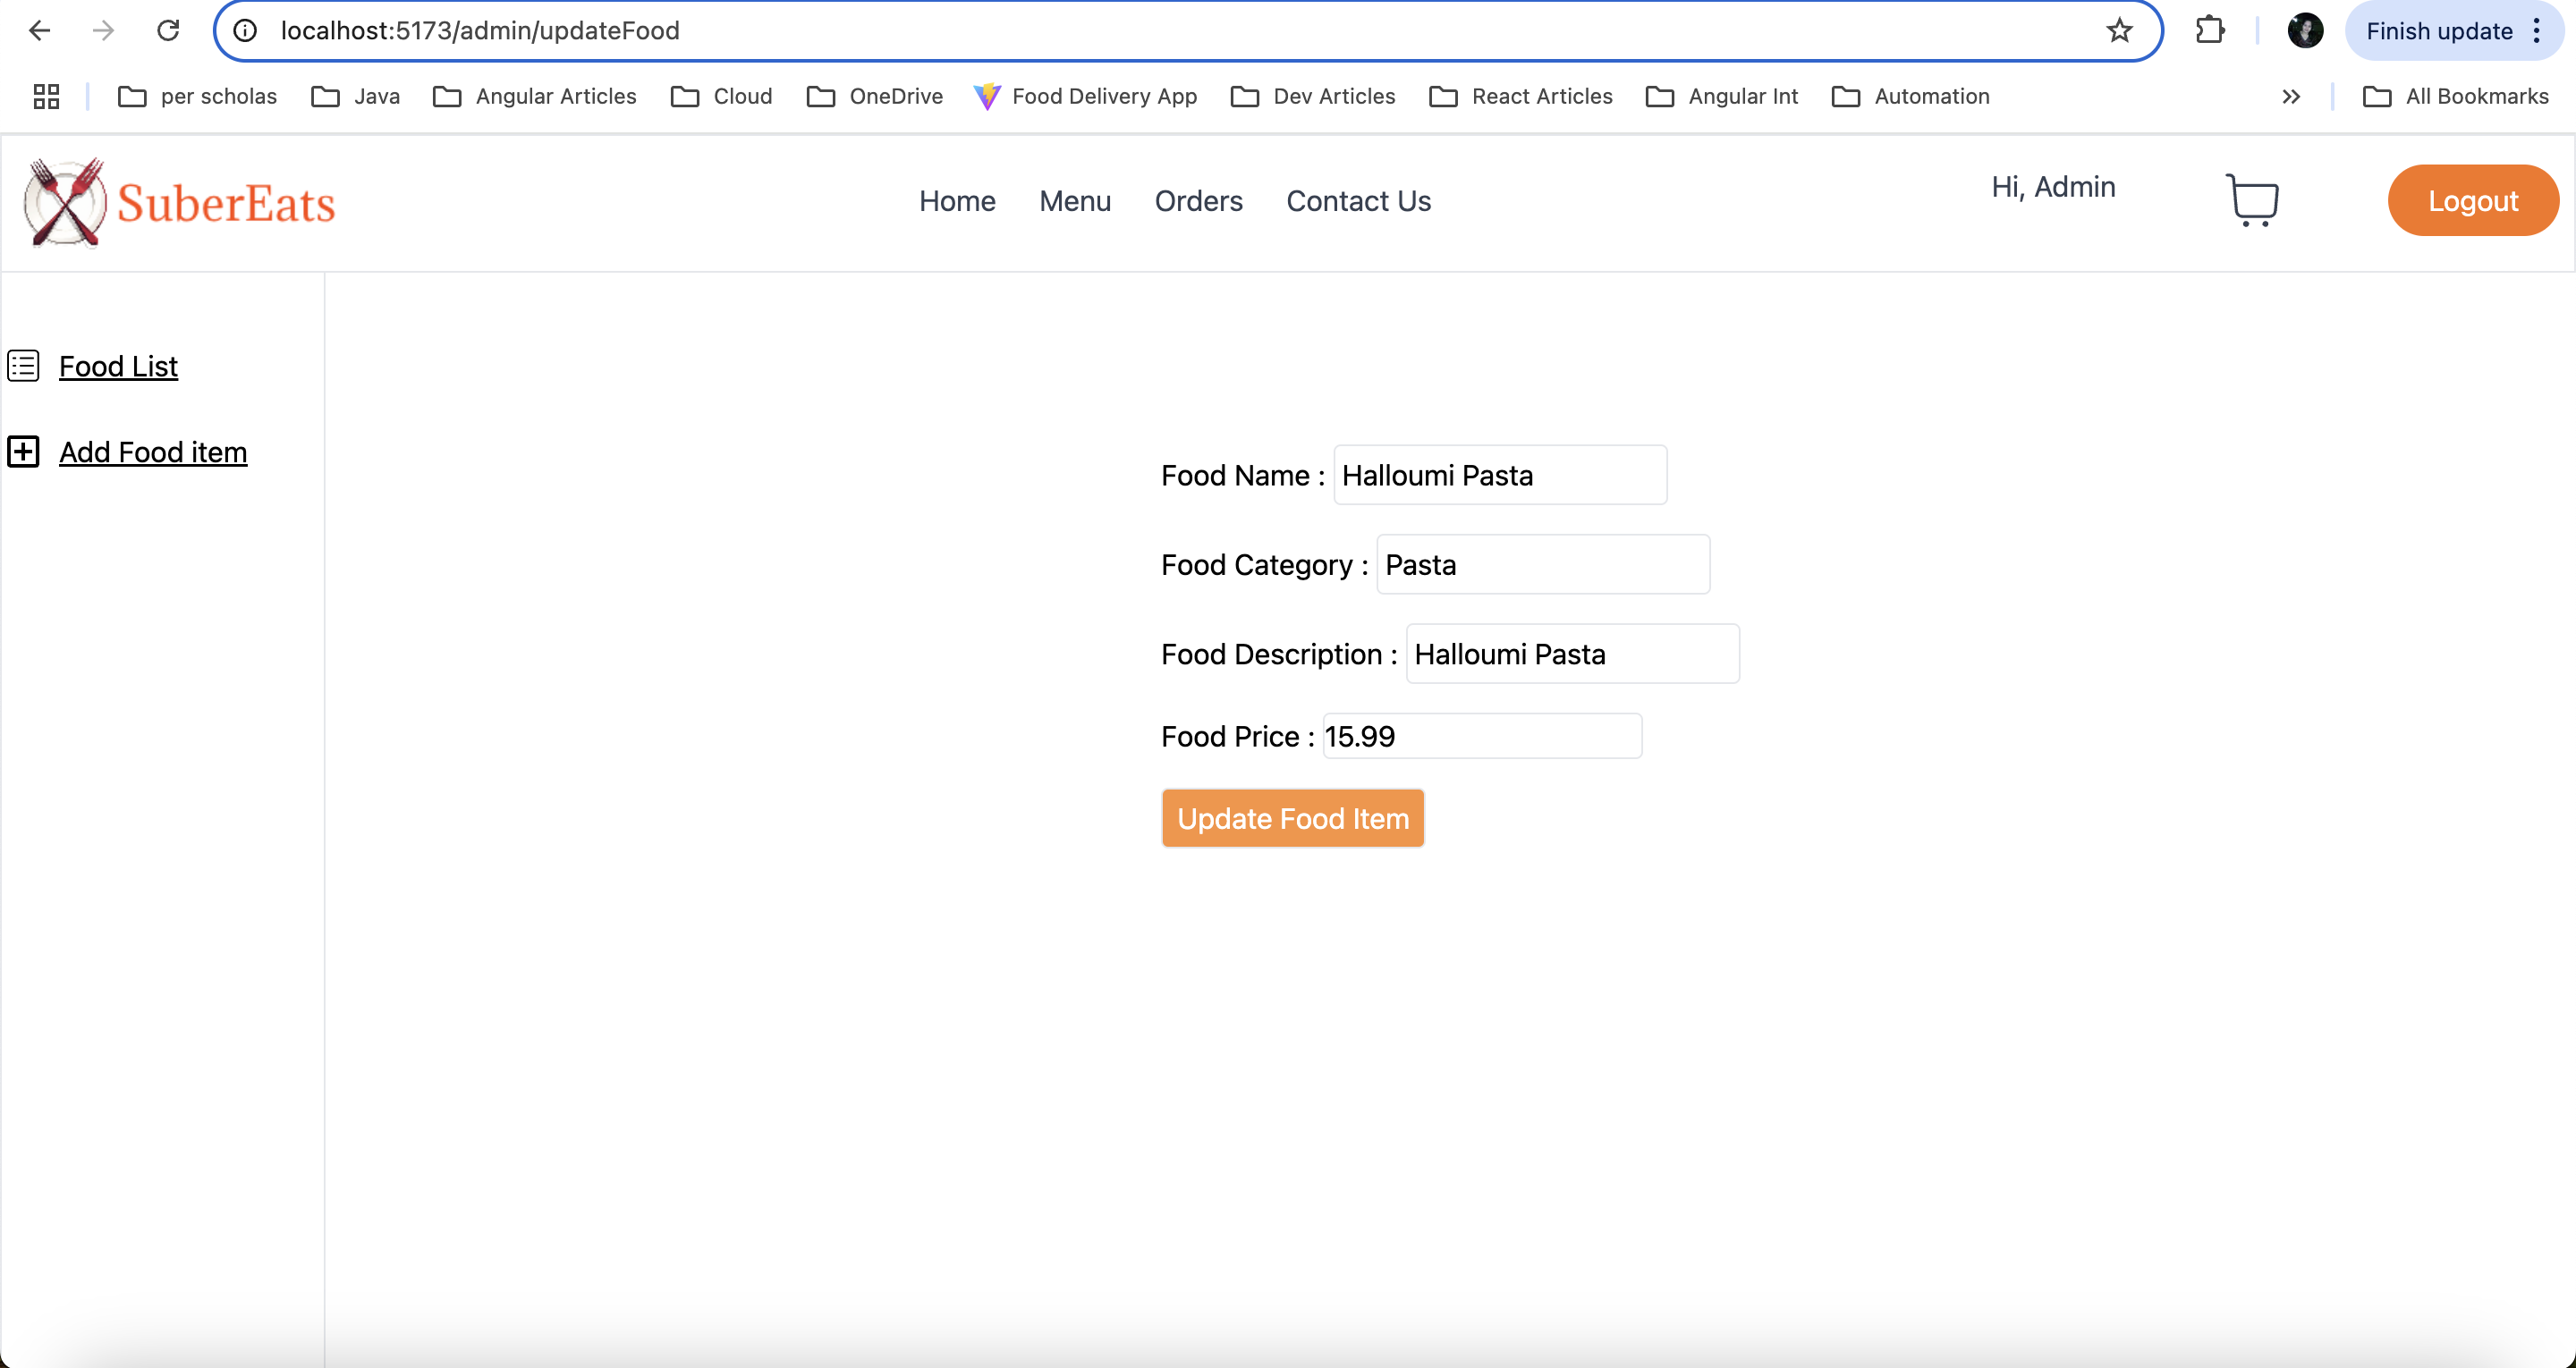 localhost:5173/admin/updateFood
Finish update
per scholas Java Angular Articles Cloud OneDrive Food Delivery App Dev Articles React Articles Angular Int Automation All Bookmarks
SuberEats Home Menu Orders Contact Us Hi, Admin Logout
Food List
Add Food item
Food Name : Halloumi Pasta
Food Category : Pasta
Food Description : Halloumi Pasta
Food Price : 15.99
Update Food Item